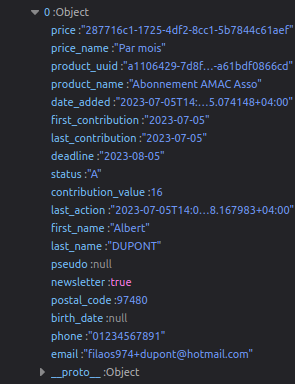 0 :Object
price :"287716c1-1725-4df2-8cc1-5b7844c61aef"
price_name :"Par mois"
product_uuid :"a1106429-7d8f…-a61bdf0866cd"
product_name :"Abonnement AMAC Asso"
date_added :"2023-07-05T14:…5.074148+04:00"
first_contribution :"2023-07-05"
last_contribution :"2023-07-05"
deadline :"2023-08-05"
status :"A"
contribution_value :16
last_action :"2023-07-05T14:0…8.167983+04:00"
first_name :"Albert"
last_name :"DUPONT"
pseudo :null
newsletter :true
postal_code :97480
birth_date :null
phone :"01234567891"
email :"filaos974+dupont@hotmail.com"
__proto__ :Object